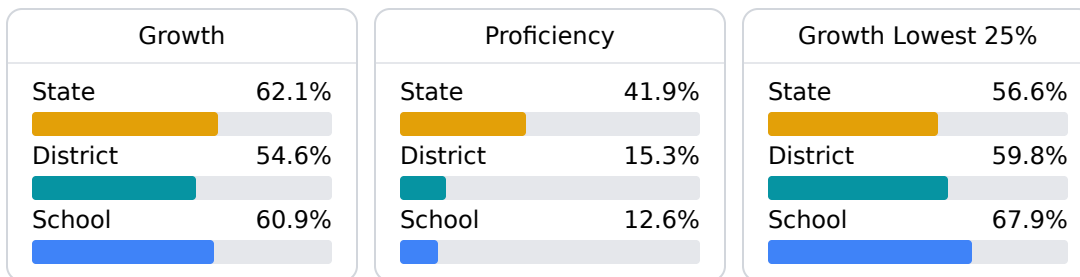 Growth
State 62.1%
District 54.6%
School 60.9%
Proficiency
State 41.9%
District 15.3%
School 12.6%
Growth Lowest 25%
State 56.6%
District 59.8%
School 67.9%